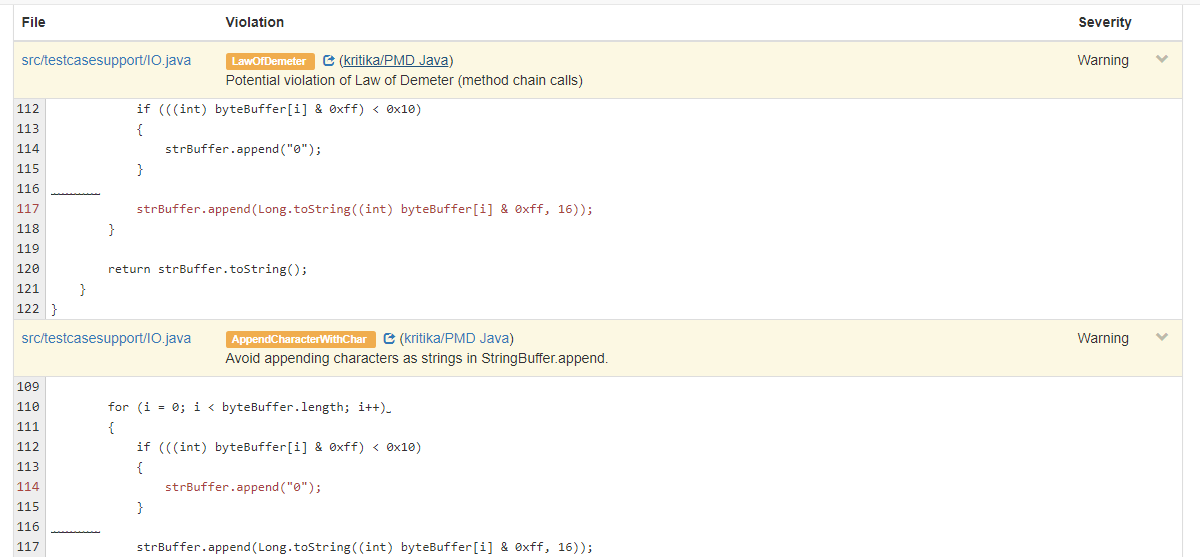 File Violation Severity
src/testcasesupport/IO.java LawOfDemeter (kritika/PMD Java) Warning
Potential violation of Law of Demeter (method chain calls)
112 if (((int) byteBuffer[i] & 0xff) < 0x10)
113 {
114 strBuffer.append("0");
115 }
116
117 strBuffer.append(Long.toString((int) byteBuffer[i] & 0xff, 16));
118 }
119
120 return strBuffer.toString();
121 }
122 }
src/testcasesupport/IO.java AppendCharacterWithChar (kritika/PMD Java) Warning
Avoid appending characters as strings in StringBuffer.append.
109
110 for (i = 0; i < byteBuffer.length; i++)
111 {
112 if (((int) byteBuffer[i] & 0xff) < 0x10)
113 {
114 strBuffer.append("0");
115 }
116
117 strBuffer.append(Long.toString((int) byteBuffer[i] & 0xff, 16));